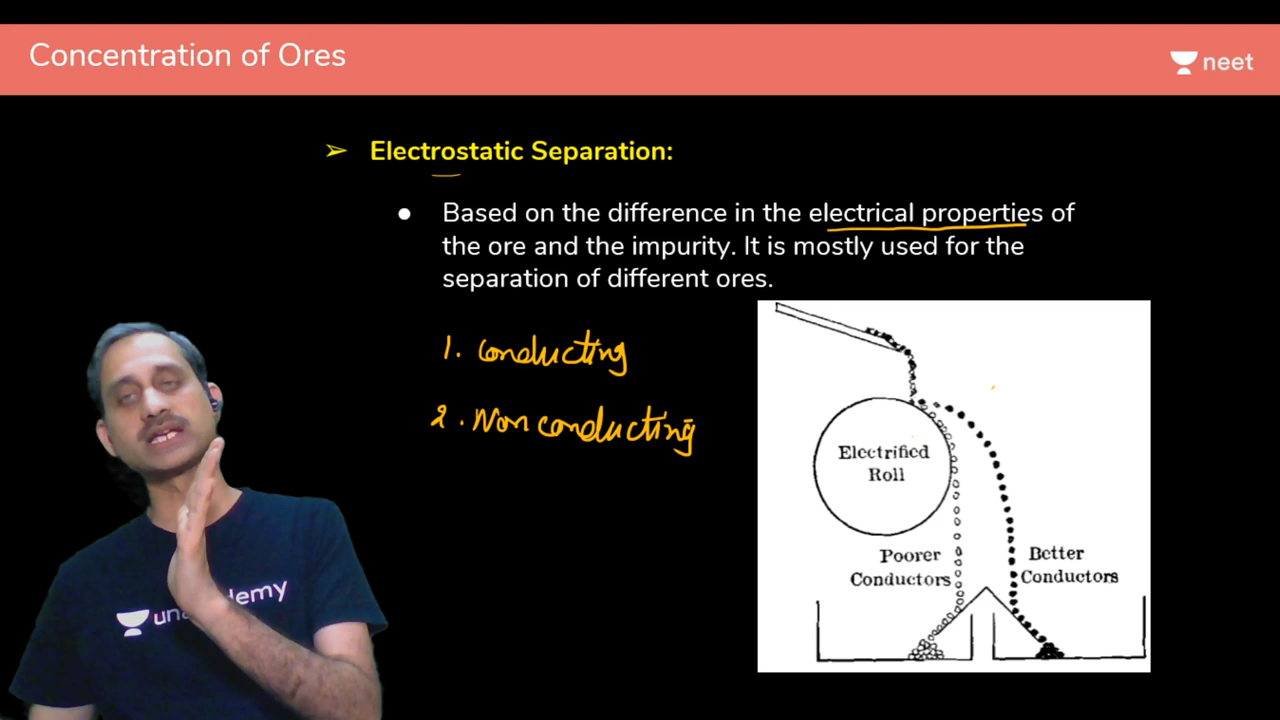 Concentration of Ores
neet
➢ Electrostatic Separation:
● Based on the difference in the electrical properties of
the ore and the impurity. It is mostly used for the
separation of different ores.
1. Conducting
2. Non conducting
Electrified
Roll
Poorer
Conductors
Better
Conductors